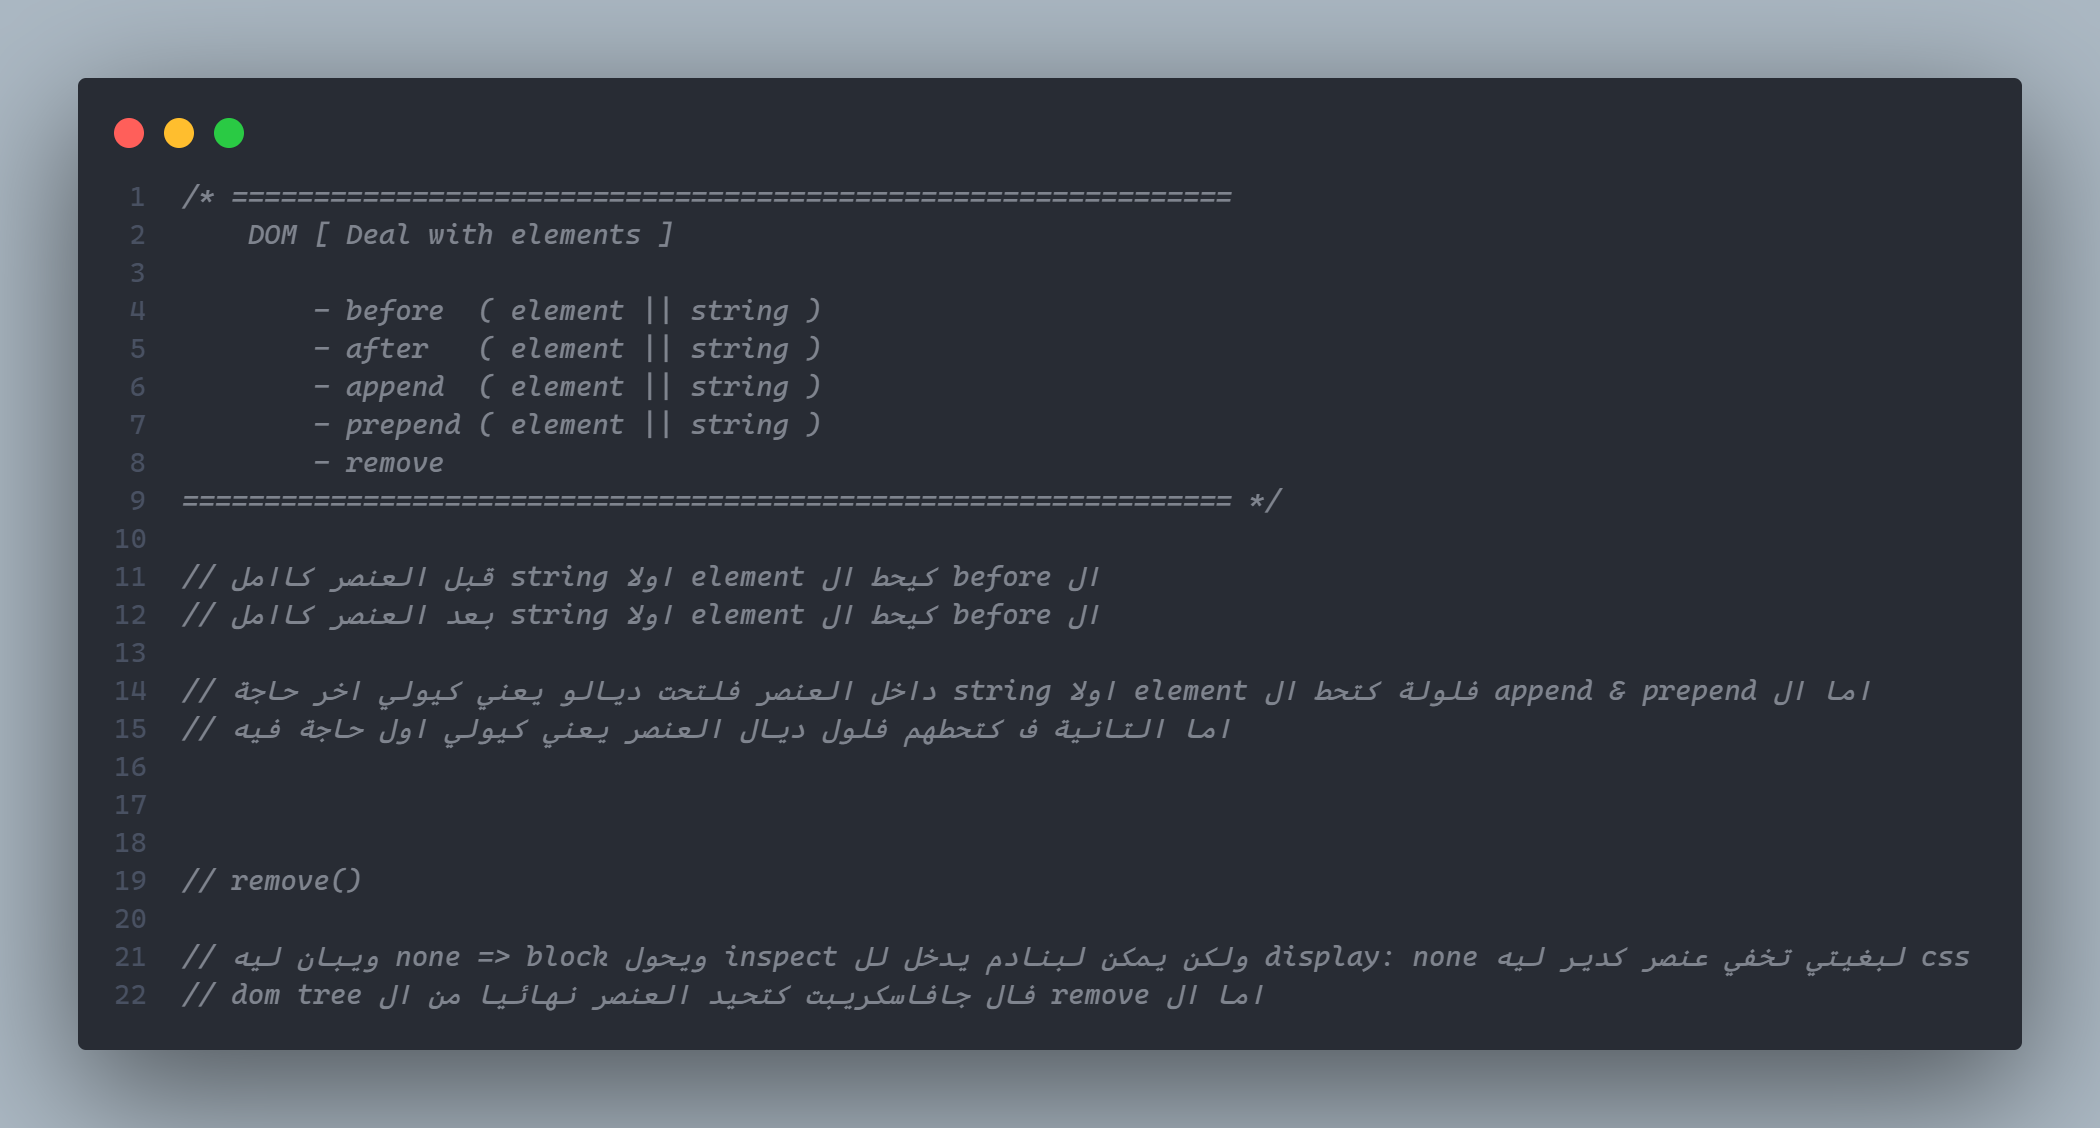 1 /* =============================================================
2 DOM [ Deal with elements ]
3
4 - before ( element || string )
5 - after ( element || string )
6 - append ( element || string )
7 - prepend ( element || string )
8 - remove
9 ================================================================ */
10
11 // ال before كيحط ال element اولا string قبل العنصر كاامل
12 // ال before كيحط ال element اولا string بعد العنصر كاامل
13
14 // اما ال append & prepend فلولة كتحط ال element اولا string داخل العنصر فلتحت ديالو يعني كيولي اخر حاجة
15 // اما التانية ف كتحطهم فلول ديال العنصر يعني كيولي اول حاجة فيه
16
17
18
19 // remove()
20
21 // css لبغيتي تخفي عنصر كدير ليه display: none ولكن يمكن لبنادم يدخل لل inspect ويحول none => block ويبان ليه
22 // اما ال remove فال جافاسكريبت كتحيد العنصر نهائيا من ال dom tree